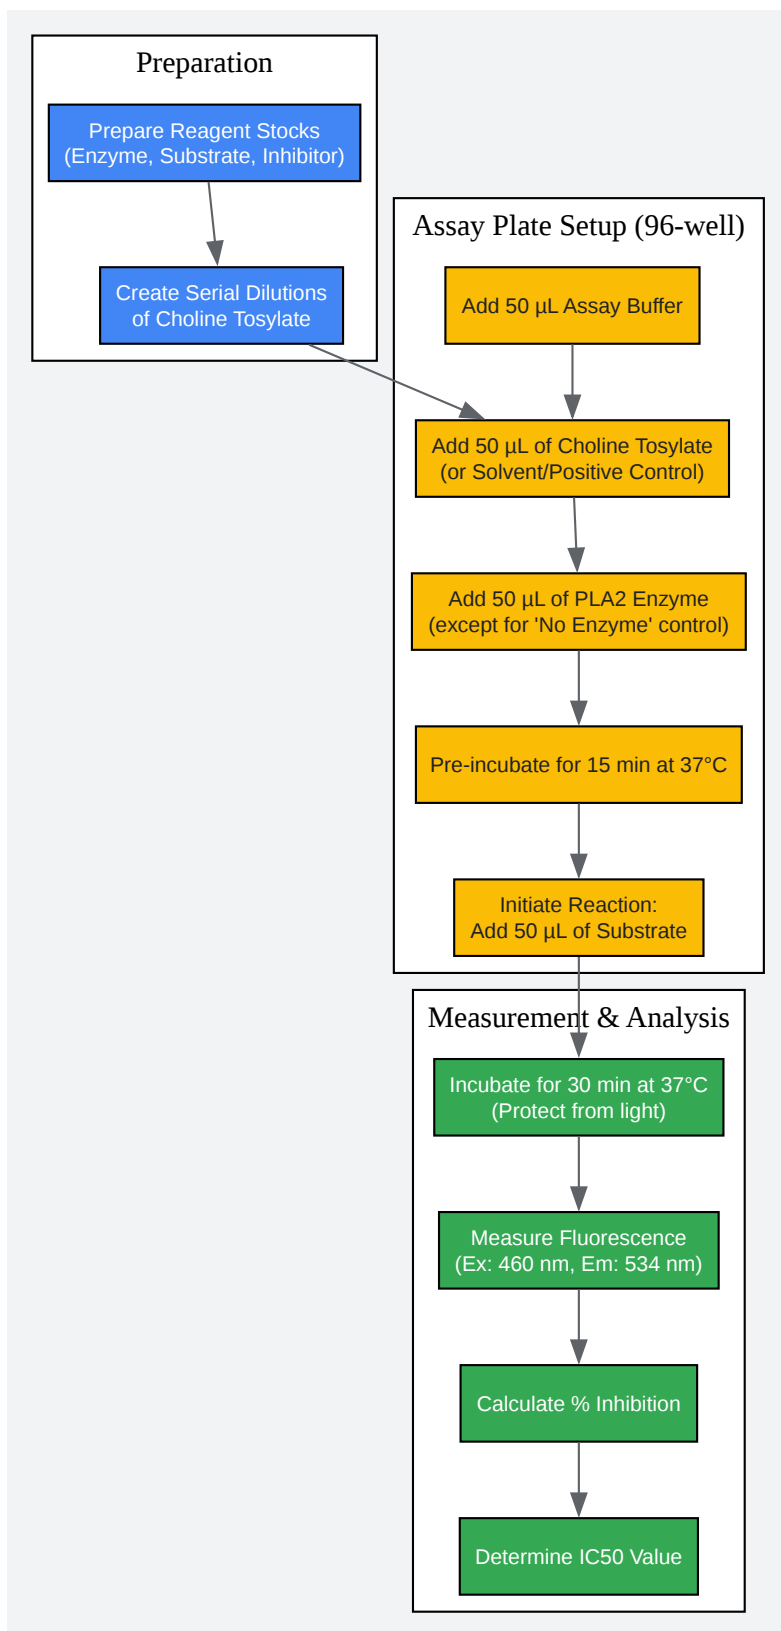 Preparation
Prepare Reagent Stocks
(Enzyme, Substrate, Inhibitor)
Create Serial Dilutions
of Choline Tosylate
Assay Plate Setup (96-well)
Add 50 µL Assay Buffer
Add 50 µL of Choline Tosylate
(or Solvent/Positive Control)
Add 50 µL of PLA2 Enzyme
(except for 'No Enzyme' control)
Pre-incubate for 15 min at 37°C
Initiate Reaction:
Add 50 µL of Substrate
Measurement & Analysis
Incubate for 30 min at 37°C
(Protect from light)
Measure Fluorescence
(Ex: 460 nm, Em: 534 nm)
Calculate % Inhibition
Determine IC50 Value